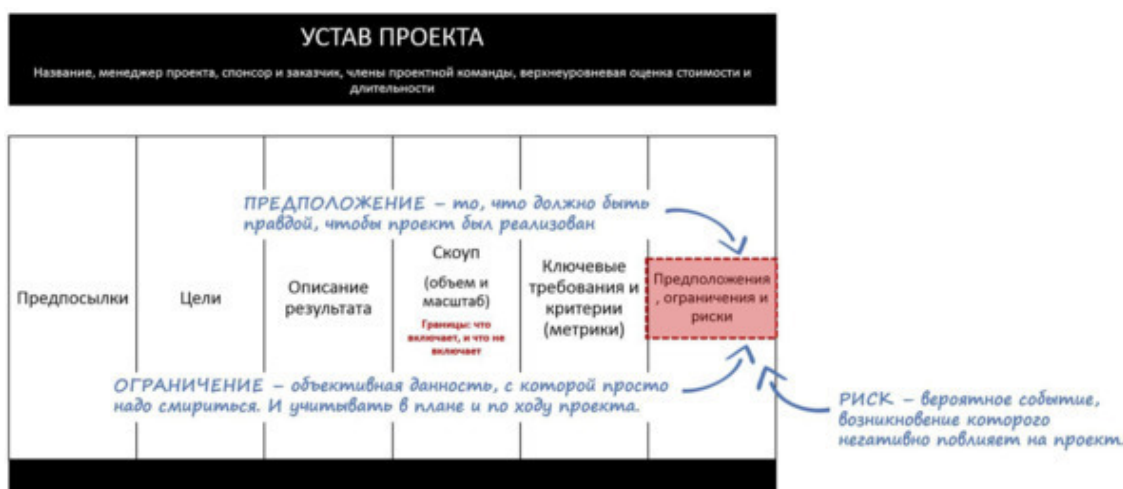 УСТАВ ПРОЕКТА
Название, менеджер проекта, спонсор и заказчик, члены проектной команды, верхнеуровневая оценка стоимости и
длительности
ПРЕДПОЛОЖЕНИЕ – то, что должно быть
правдой, чтобы проект был реализован
Предпосылки
Цели
Описание
результата
Скоуп
(объем и
масштаб)
Границы: что
включает, и что не
включает
Ключевые
требования и
критерии
(метрики)
Предположения
, ограничения и
риски
ОГРАНИЧЕНИЕ – объективная данность, с которой просто
надо смириться. И учитывать в плане и по ходу проекта.
РИСК – вероятное событие,
возникновение которого
негативно повлияет на проект.